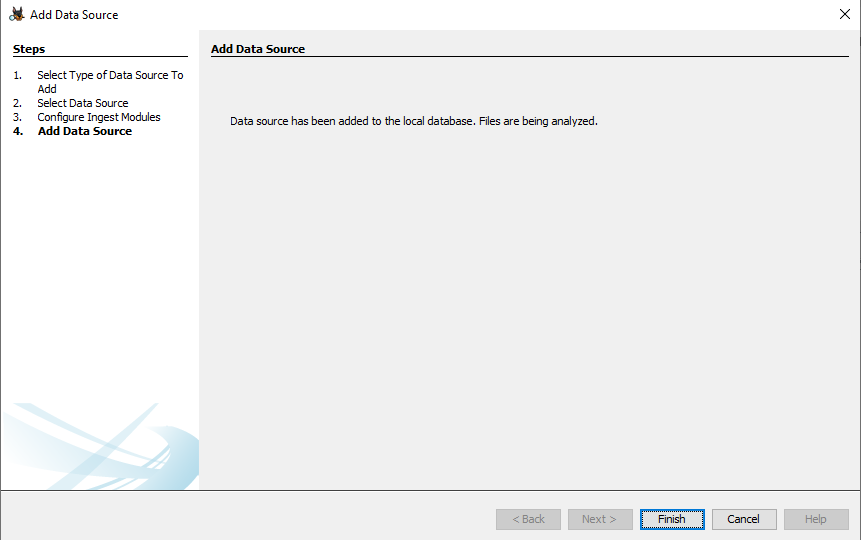 Add Data Source
Steps
1. Select Type of Data Source To
Add
2. Select Data Source
3. Configure Ingest Modules
4. Add Data Source
Add Data Source
Data source has been added to the local database. Files are being analyzed.
< Back
Next >
Finish
Cancel
Help